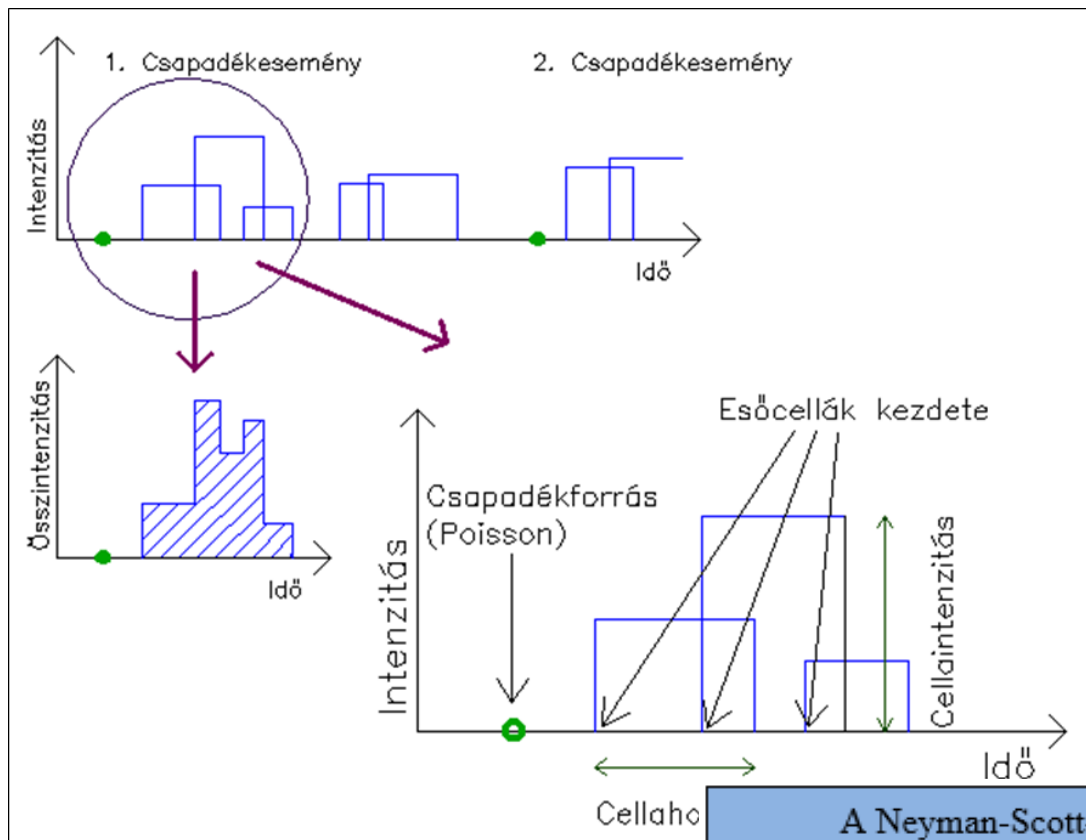 1. Csapadékesemény
2. Csapadékesemény
Intenzitás
Idő
Összintenzitás
Idő
Esőcellák kezdete
Csapadékforrás
(Poisson)
Intenzitás
Cellaintenzitás
Idő
A Neyman-Scott